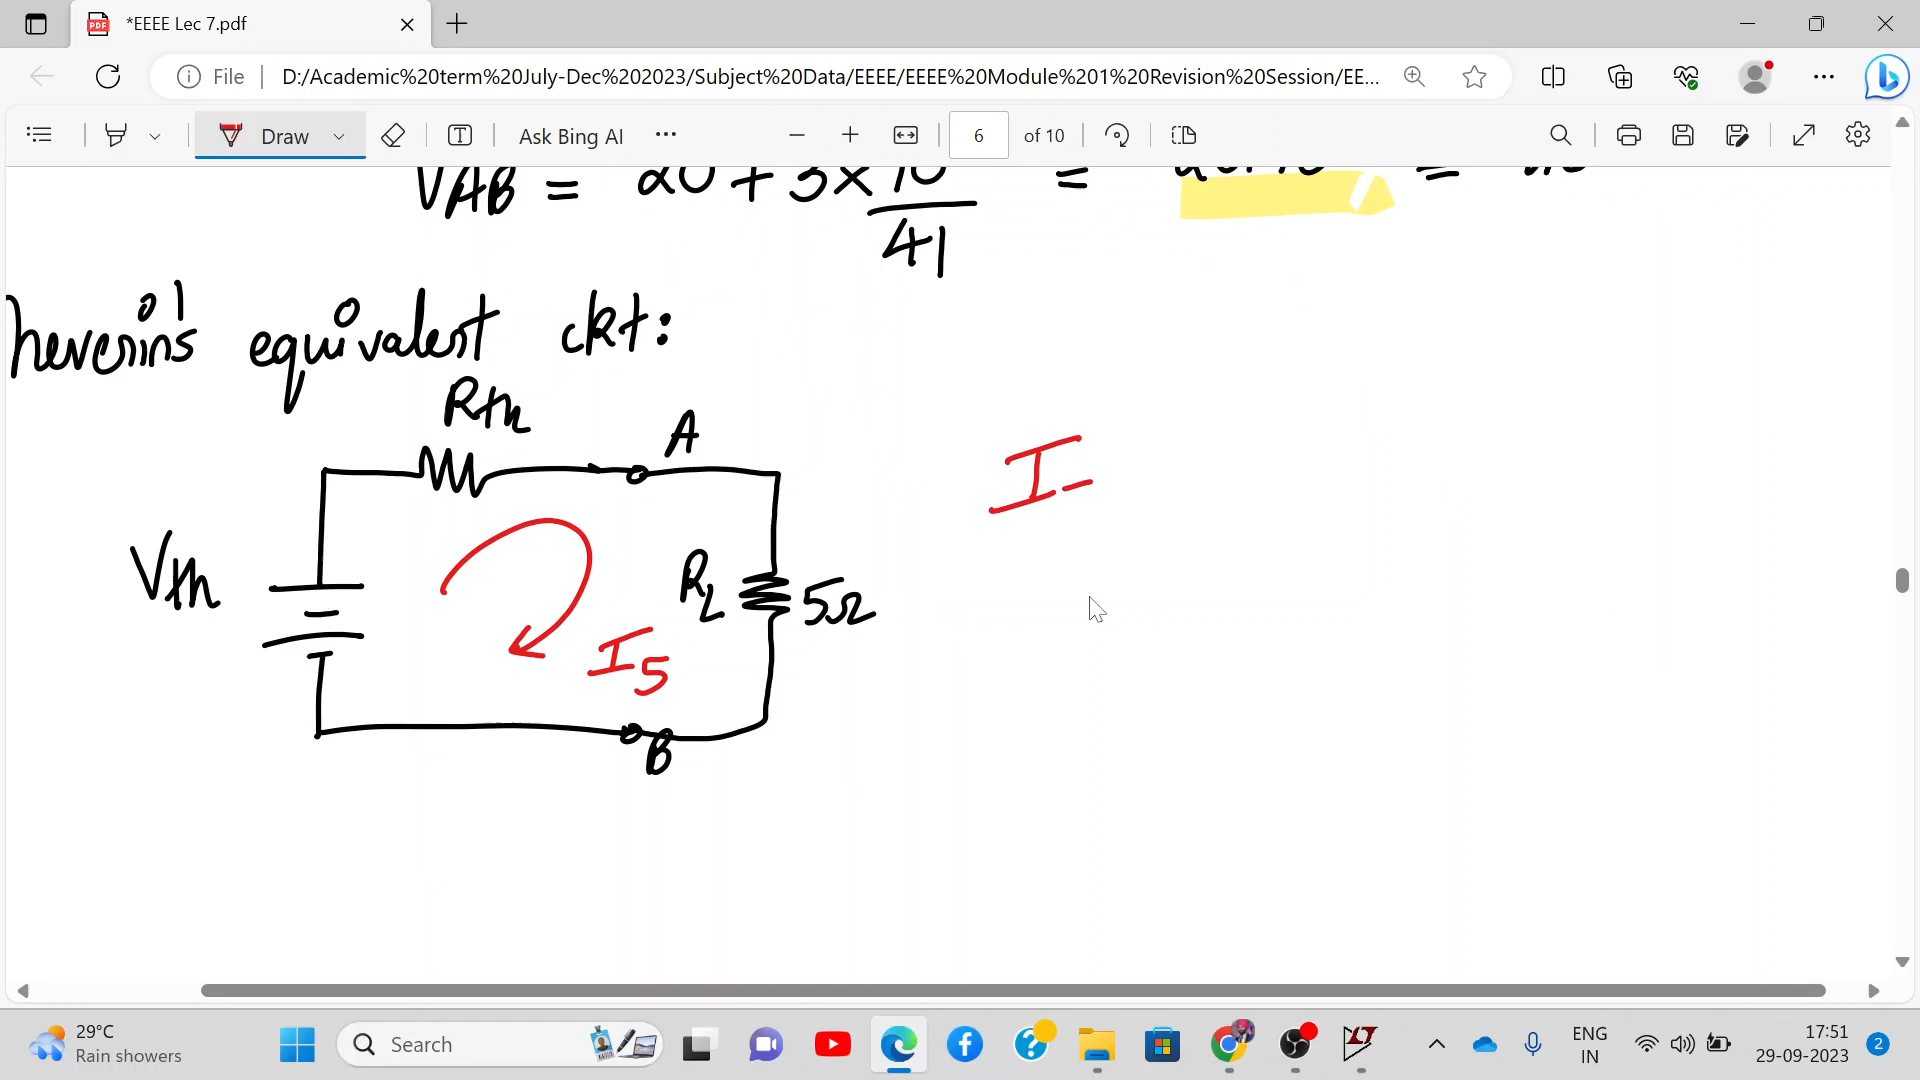 *EEEE Lec 7.pdf
File
D:/Academic%20term%20July-Dec%202023/Subject%20Data/EEEE/EEEE%20Module%201%20Revision%20Session/EE...
Draw
Ask Bing AI
6 of 10
VAB = 20 + 3 × 10 =
41
hevenin's equivalent ckt:
Rth
A
I-
Vth
RL 5Ω
I5
B
29°C
Rain showers
Search
ENG
IN
17:51
29-09-2023
2